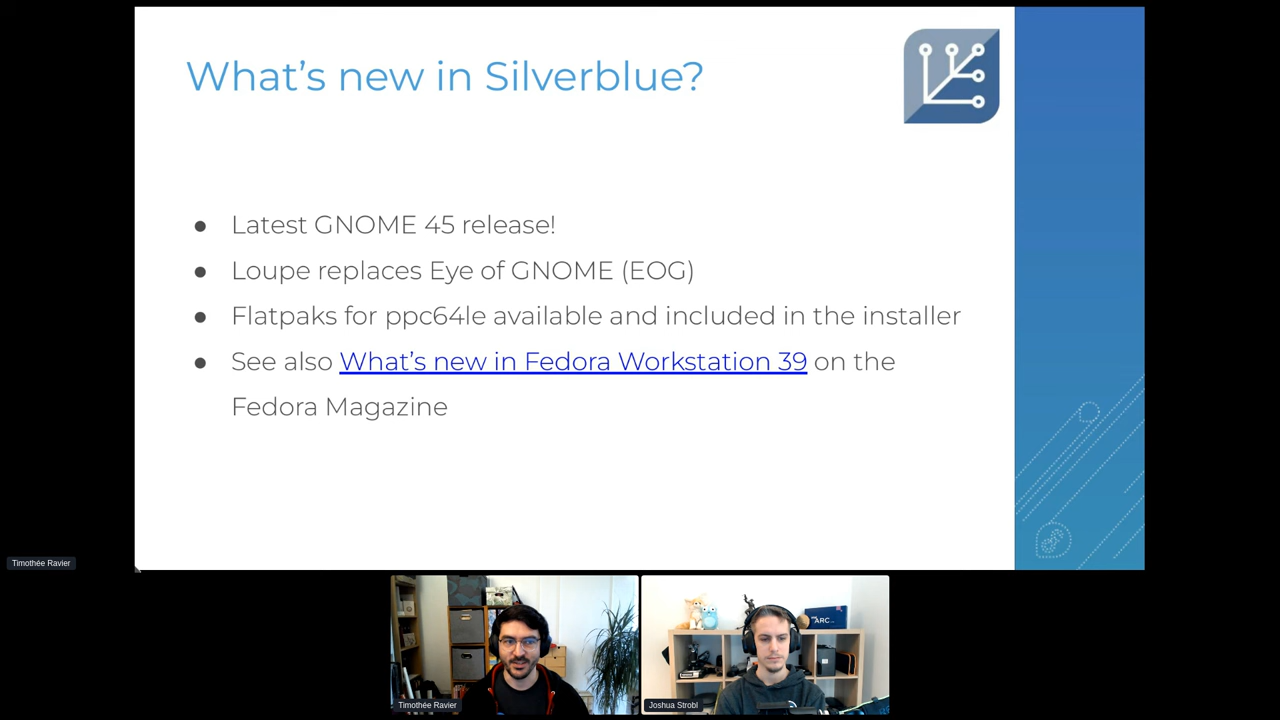 What’s new in Silverblue?
● Latest GNOME 45 release!
● Loupe replaces Eye of GNOME (EOG)
● Flatpaks for ppc64le available and included in the installer
● See also What’s new in Fedora Workstation 39 on the
Fedora Magazine
Timothée Ravier
ARC
Timothée Ravier
Joshua Strobl